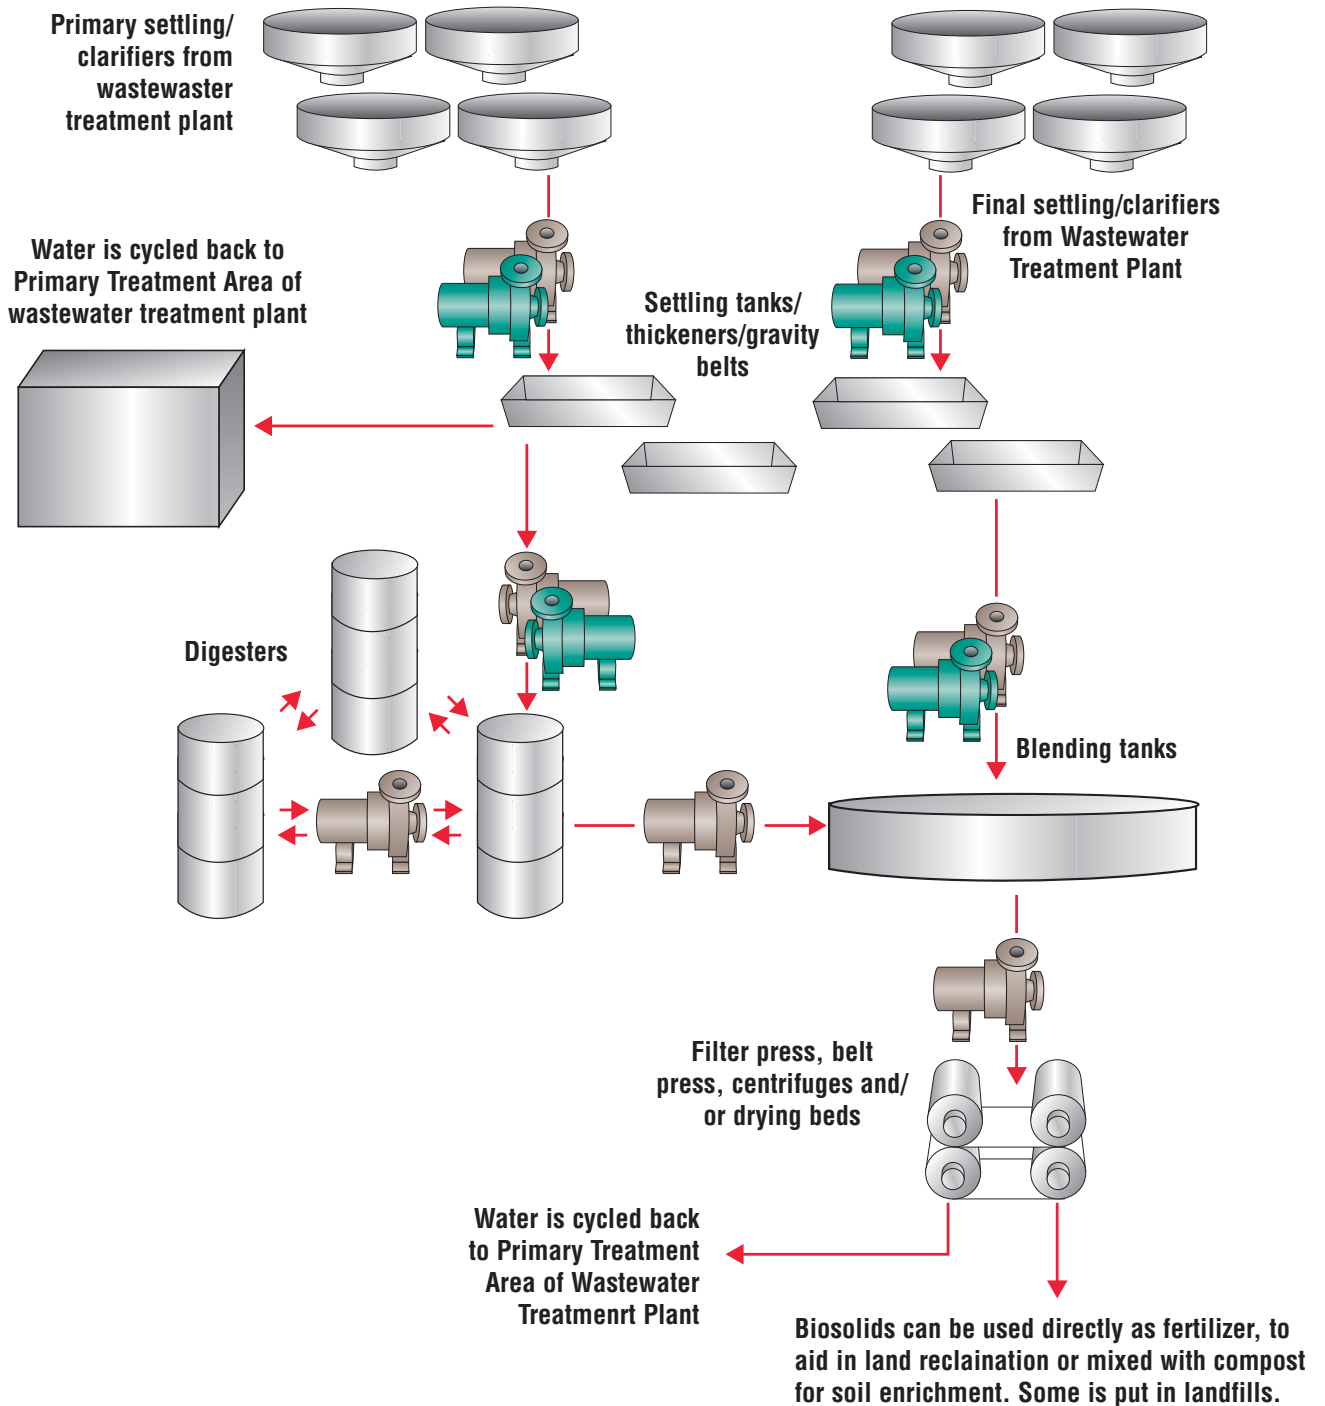 Primary settling/
clarifiers from
wastewaster
treatment plant
Final settling/clarifiers
from Wastewater
Treatment Plant
Water is cycled back to
Primary Treatment Area of
wastewater treatment plant
Settling tanks/
thickeners/gravity
belts
Digesters
Blending tanks
Filter press, belt
press, centrifuges and/
or drying beds
Water is cycled back
to Primary Treatment
Area of Wastewater
Treatmenrt Plant
Biosolids can be used directly as fertilizer, to
aid in land reclaination or mixed with compost
for soil enrichment. Some is put in landfills.